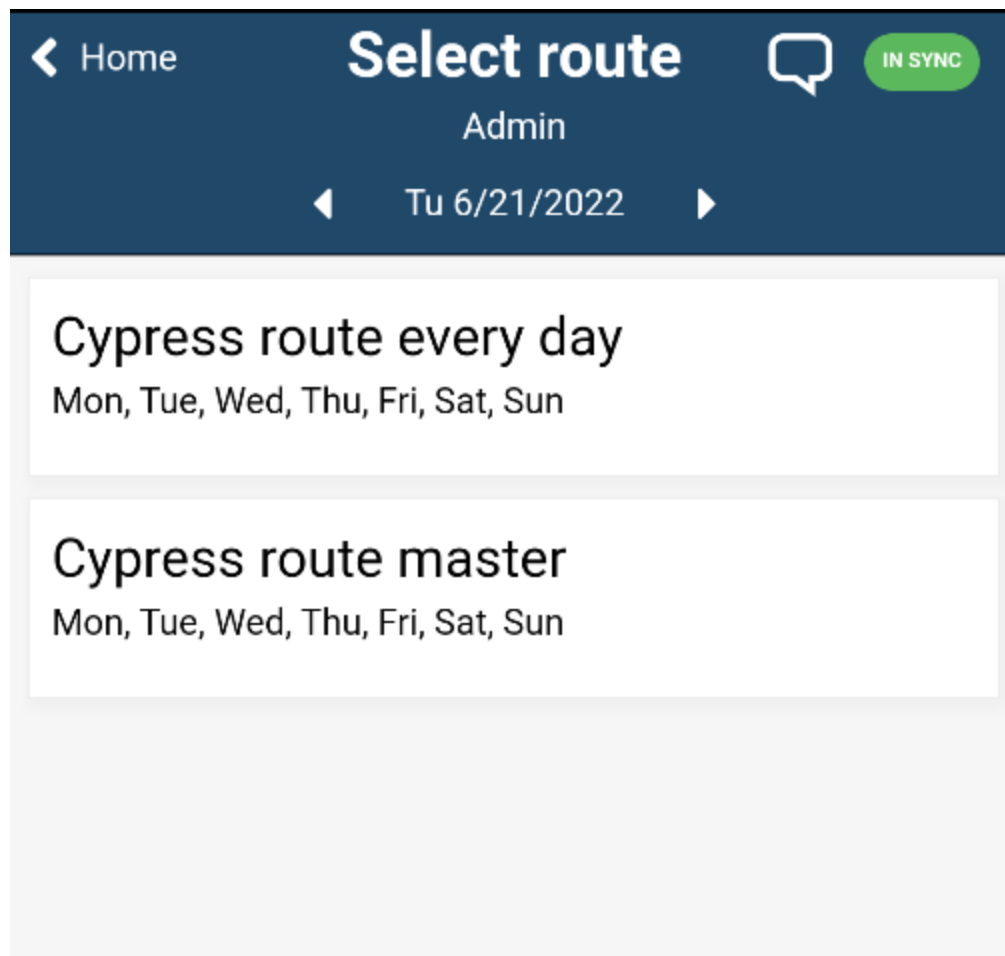 Home
Select route
IN SYNC
Admin
Tu 6/21/2022
Cypress route every day
Mon, Tue, Wed, Thu, Fri, Sat, Sun
Cypress route master
Mon, Tue, Wed, Thu, Fri, Sat, Sun